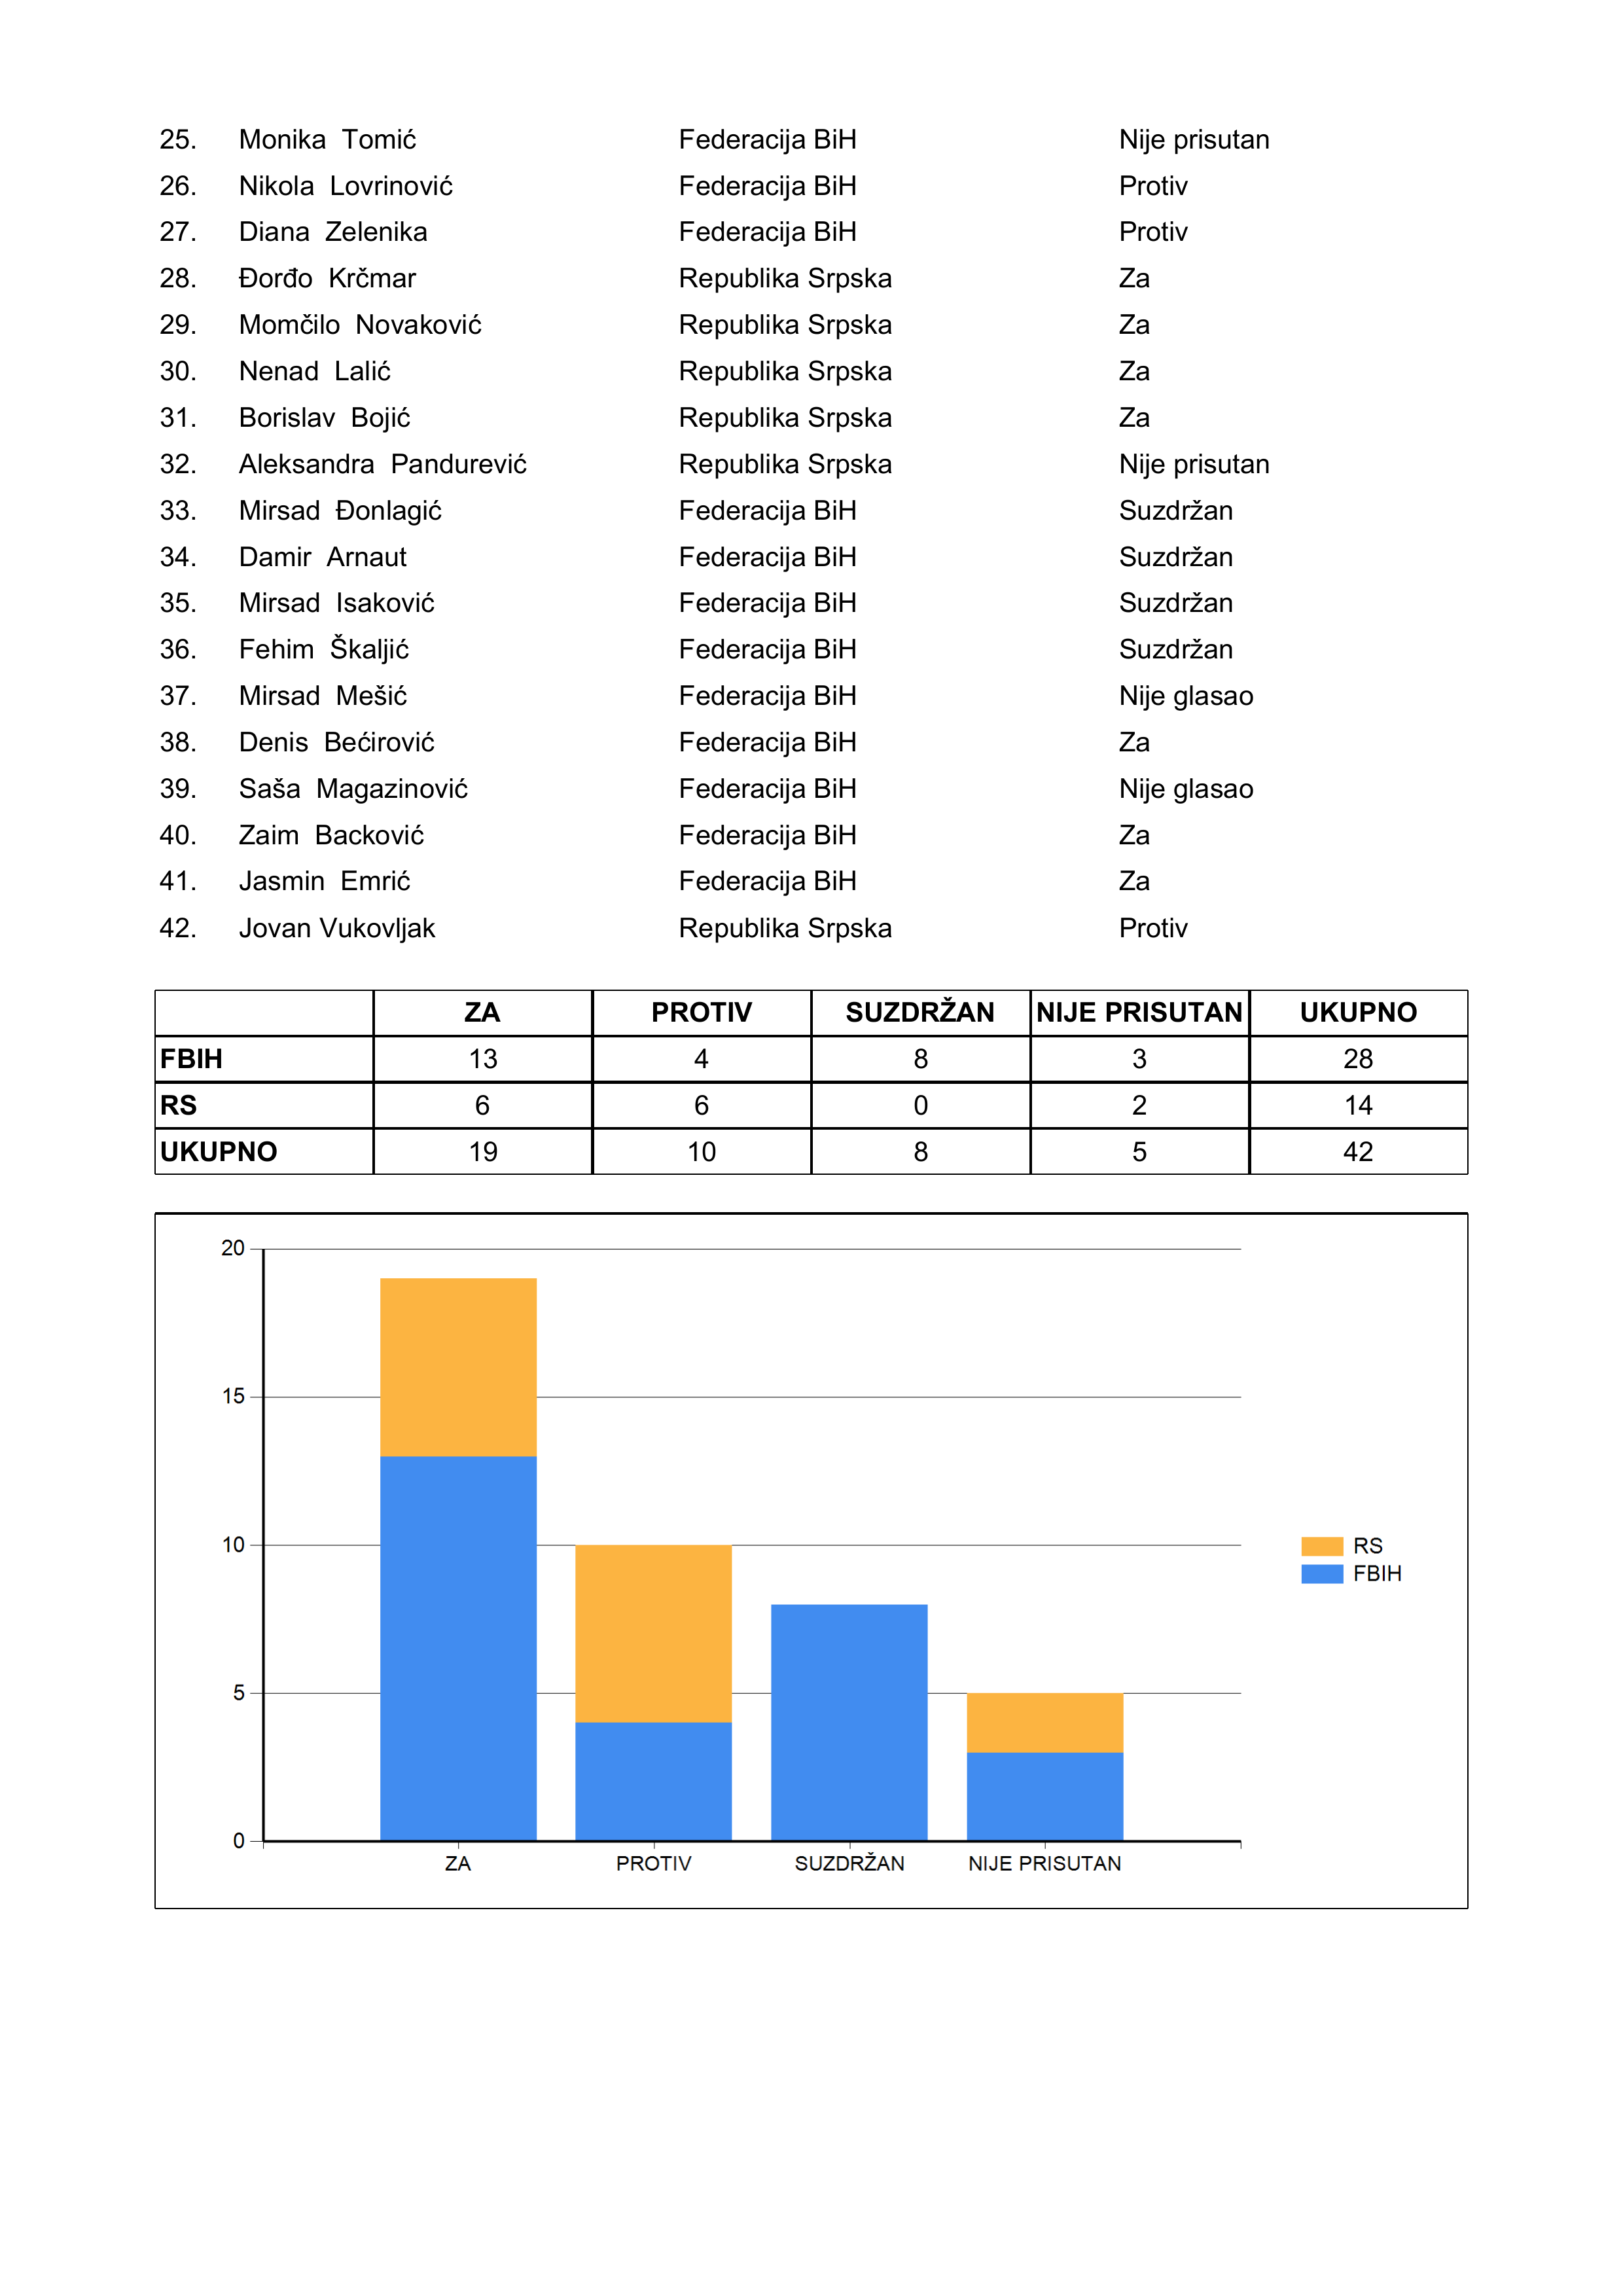 25. Monika Tomić Federacija BiH Nije prisutan
26. Nikola Lovrinović Federacija BiH Protiv
27. Diana Zelenika Federacija BiH Protiv
28. Đorđo Krčmar Republika Srpska Za
29. Momčilo Novaković Republika Srpska Za
30. Nenad Lalić Republika Srpska Za
31. Borislav Bojić Republika Srpska Za
32. Aleksandra Pandurević Republika Srpska Nije prisutan
33. Mirsad Đonlagić Federacija BiH Suzdržan
34. Damir Arnaut Federacija BiH Suzdržan
35. Mirsad Isaković Federacija BiH Suzdržan
36. Fehim Škaljić Federacija BiH Suzdržan
37. Mirsad Mešić Federacija BiH Nije glasao
38. Denis Bećirović Federacija BiH Za
39. Saša Magazinović Federacija BiH Nije glasao
40. Zaim Backović Federacija BiH Za
41. Jasmin Emrić Federacija BiH Za
42. Jovan Vukovljak Republika Srpska Protiv
ZA PROTIV SUZDRŽAN NIJE PRISUTAN UKUPNO
FBIH 13 4 8 3 28
RS 6 6 0 2 14
UKUPNO 19 10 8 5 42
20
15
10
5
0
ZA PROTIV SUZDRŽAN NIJE PRISUTAN
RS
FBIH